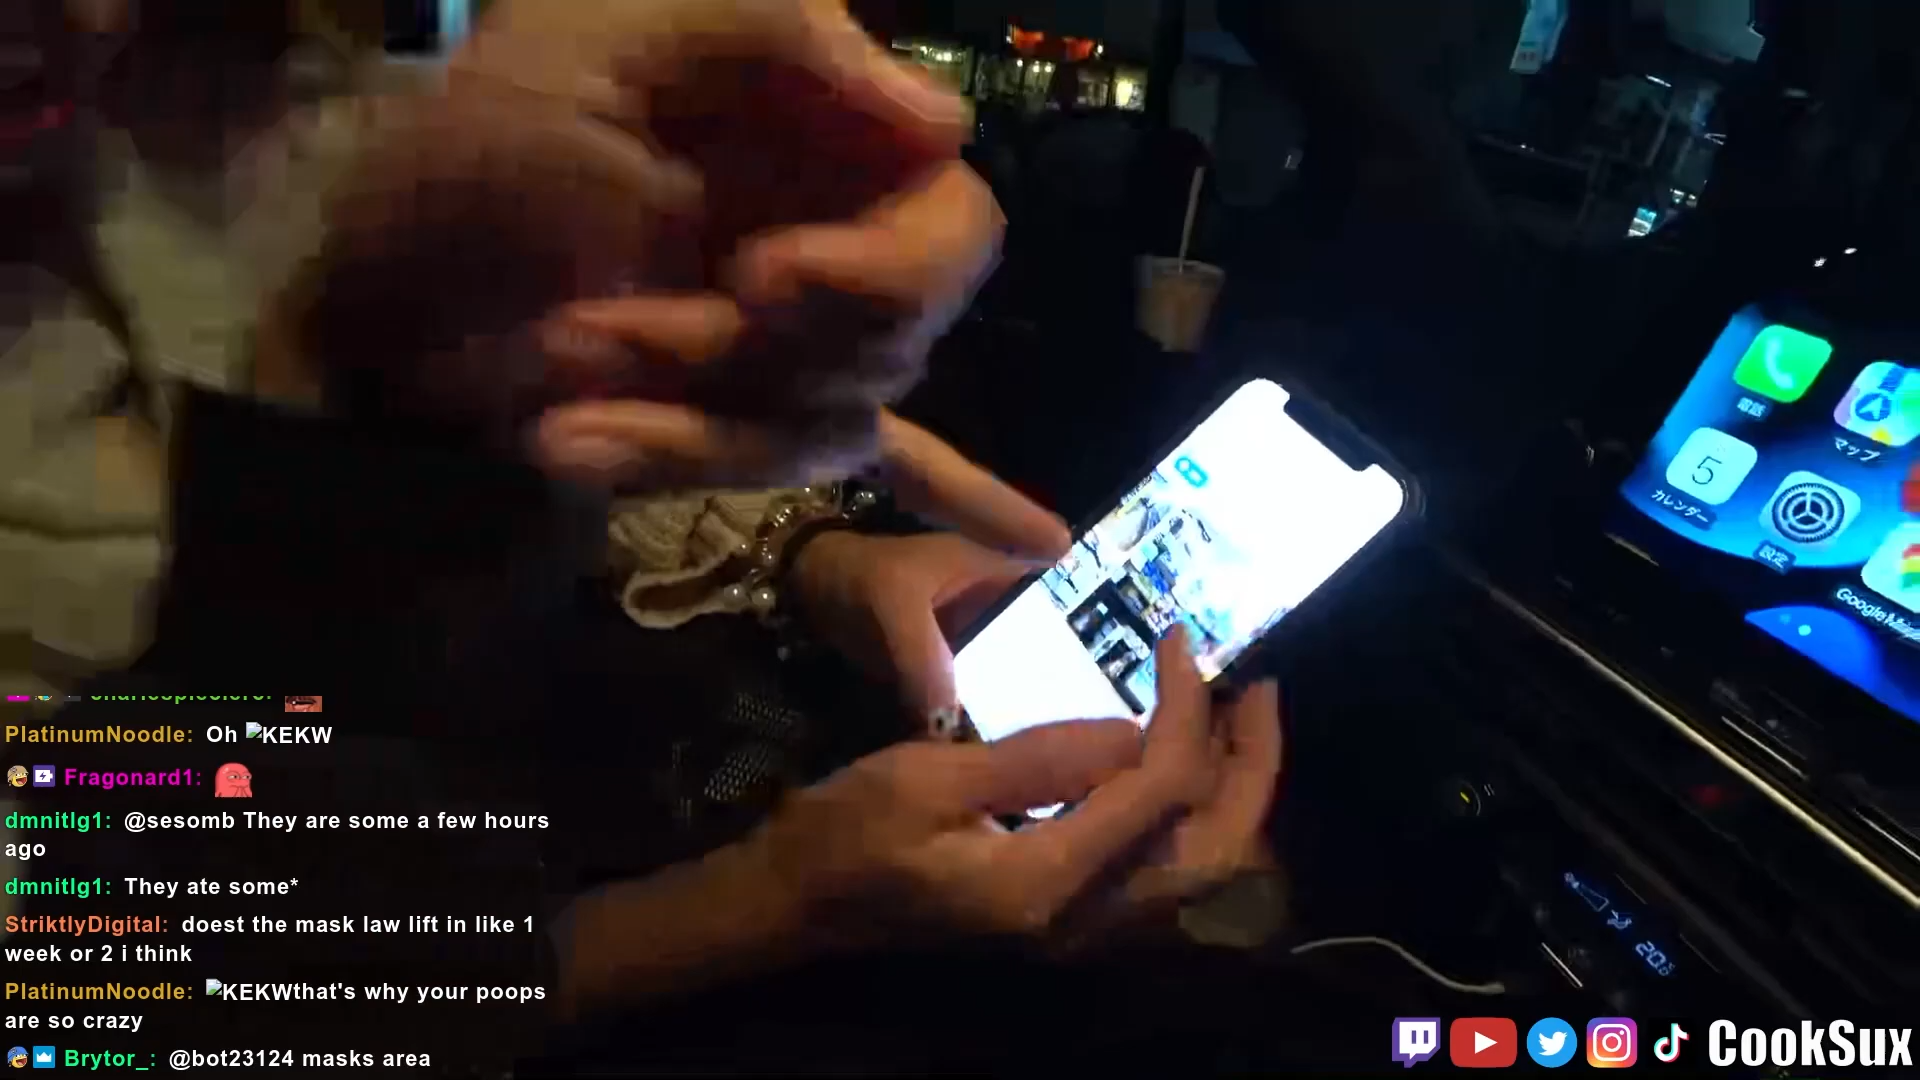 電話
マップ
5
カレンダー
設定
Google
20.
PlatinumNoodle: Oh KEKW
Fragonard1:
dmnitlg1: @sesomb They are some a few hours
ago
dmnitlg1: They ate some*
StriktlyDigital: doest the mask law lift in like 1
week or 2 i think
PlatinumNoodle: KEKWthat's why your poops
are so crazy
Brytor_: @bot23124 masks area
CookSux